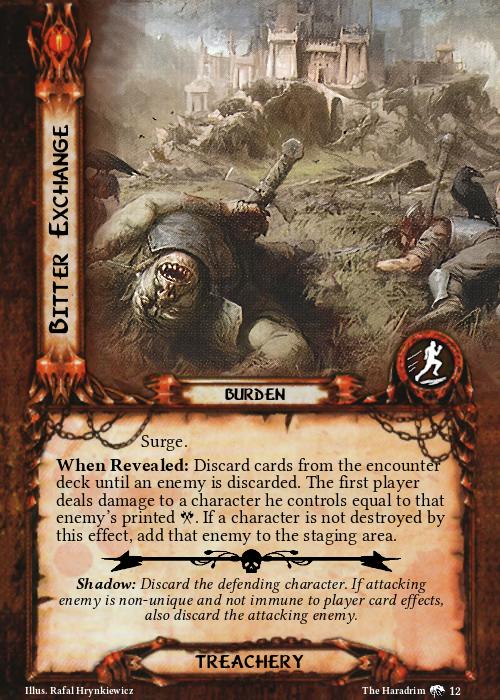 BITTER EXCHANGE
BURDEN
Surge.
When Revealed: Discard cards from the encounter
deck until an enemy is discarded. The first player
deals damage to a character he controls equal to that
enemy's printed . If a character is not destroyed by
this effect, add that enemy to the staging area.
Shadow: Discard the defending character. If attacking
enemy is non-unique and not immune to player card effects,
also discard the attacking enemy.
TREACHERY
Illus. Rafal Hrynkiewicz
The Haradrim 12